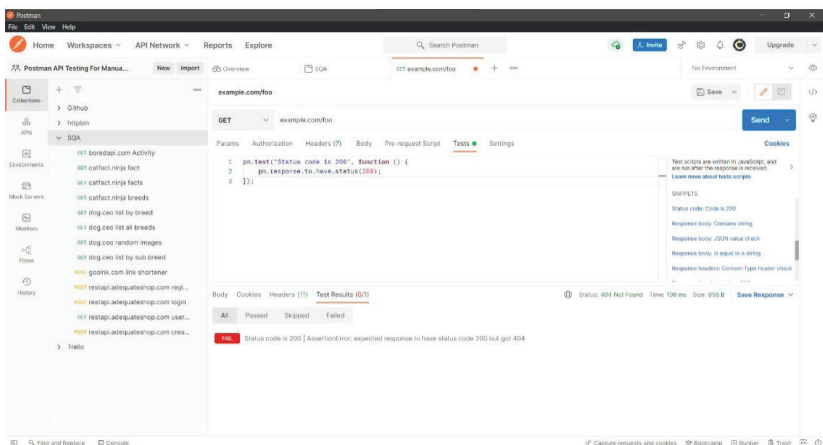 Postman
File Edit View Help
Home Workspaces API Network Reports Explore
Search Postman
Invite
Upgrade
Postman API Testing For Manua...
New Import
Overview
SQA
GET example.com/foo
No Environment
Collections
APIs
Environments
Mock Servers
Monitors
Flows
History
Github
httpbin
SQA
GET boredapi.com Activity
GET catfact.ninja fact
GET catfact.ninja facts
GET catfact.ninja breeds
GET dog.ceo list by breed
GET dog.ceo list all breeds
GET dog.ceo random images
GET dog.ceo list by sub breed
POST goolnk.com link shortener
POST restapi.adequateshop.com regi...
POST restapi.adequateshop.com login
GET restapi.adequateshop.com user...
POST restapi.adequateshop.com crea...
Trello
example.com/foo
Save
GET example.com/foo
Send
Params Authorization Headers (7) Body Pre-request Script Tests Settings
Cookies
1 pm.test("Status code is 200", function () {
2 pm.response.to.have.status(200);
3 });
Test scripts are written in JavaScript, and
are run after the response is received.
Learn more about tests scripts
SNIPPETS
Status code: Code is 200
Response body: Contains string
Response body: JSON value check
Response body: Is equal to a string
Response headers: Content-Type header check
Body Cookies Headers (11) Test Results (0/1)
Status: 404 Not Found Time: 198 ms Size: 855 B Save Response
All Passed Skipped Failed
FAIL Status code is 200 | AssertionError: expected response to have status code 200 but got 404
Find and Replace Console
Capture requests and cookies Bootcamp Runner Trash